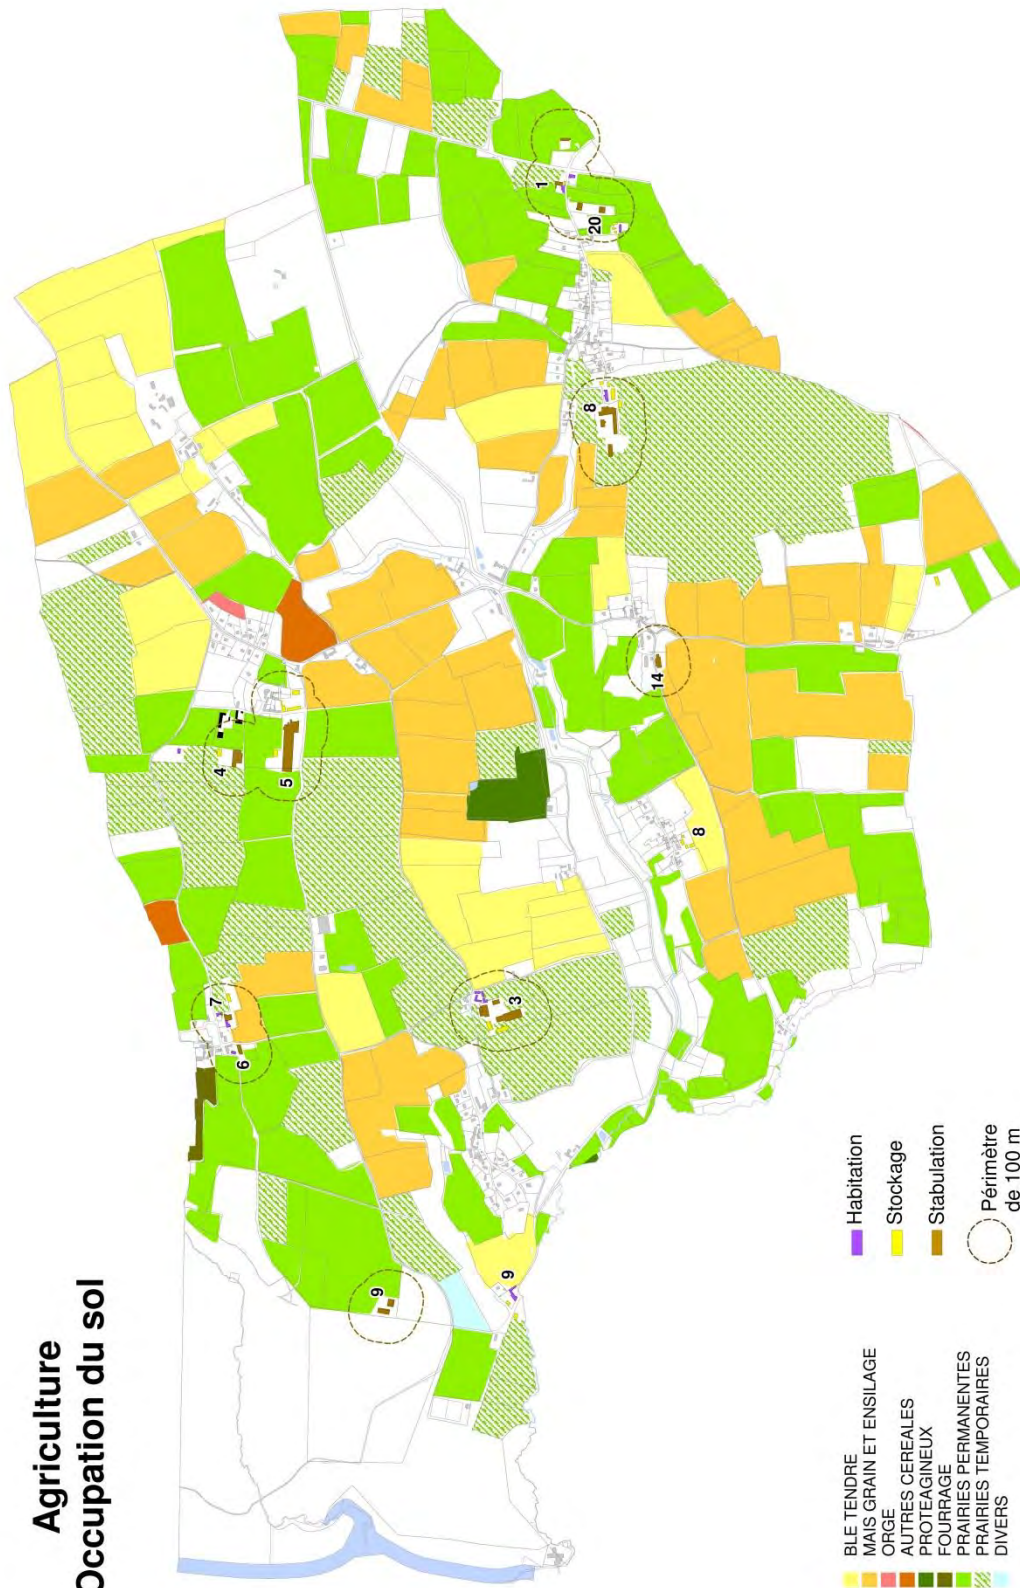 Agriculture
Occupation du sol
BLE TENDRE
MAIS GRAIN ET ENSILAGE
ORGE
AUTRES CEREALES
PROTEAGINEUX
FOURRAGE
PRAIRIES PERMANENTES
PRAIRIES TEMPORAIRES
DIVERS
Habitation
Stockage
Stabulation
Périmètre
de 100 m
9
9
6
7
3
4
5
8
14
8
20
1